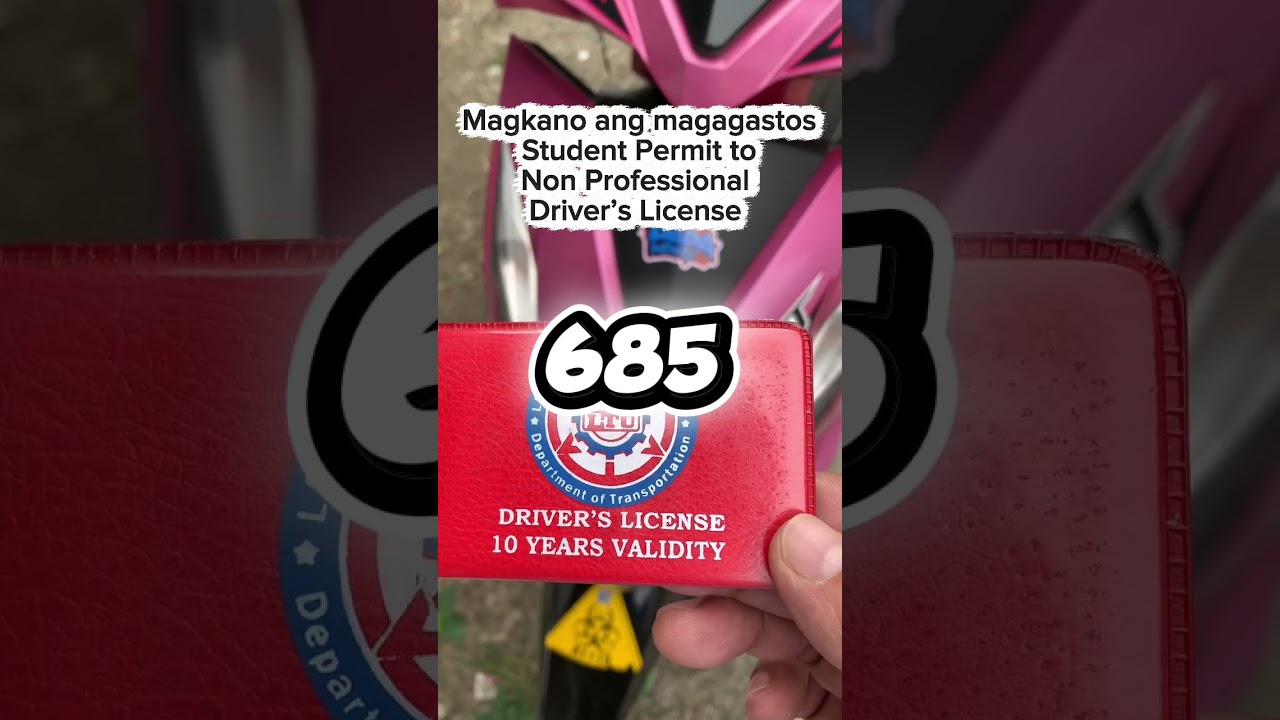 Magkano ang magagastos
Student Permit to
Non Professional
Driver's License
685
LTO
Department of Transportation
DRIVER'S LICENSE
10 YEARS VALIDITY
Depart